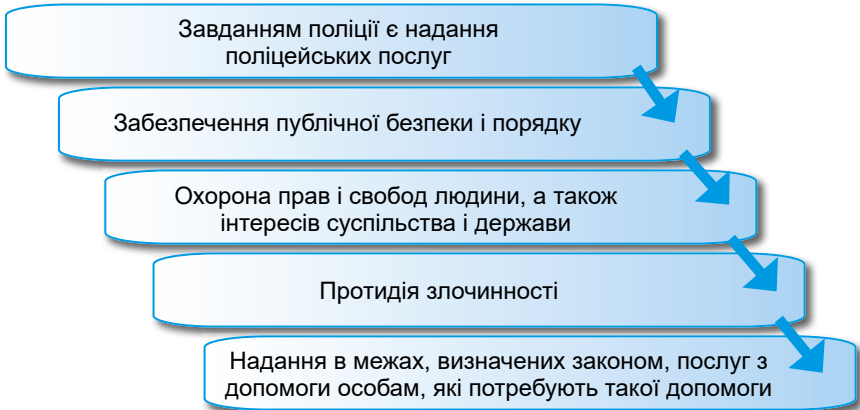 Завданням поліції є надання
поліцейських послуг
Забезпечення публічної безпеки і порядку
Охорона прав і свобод людини, а також
інтересів суспільства і держави
Протидія злочинності
Надання в межах, визначених законом, послуг з
допомоги особам, які потребують такої допомоги